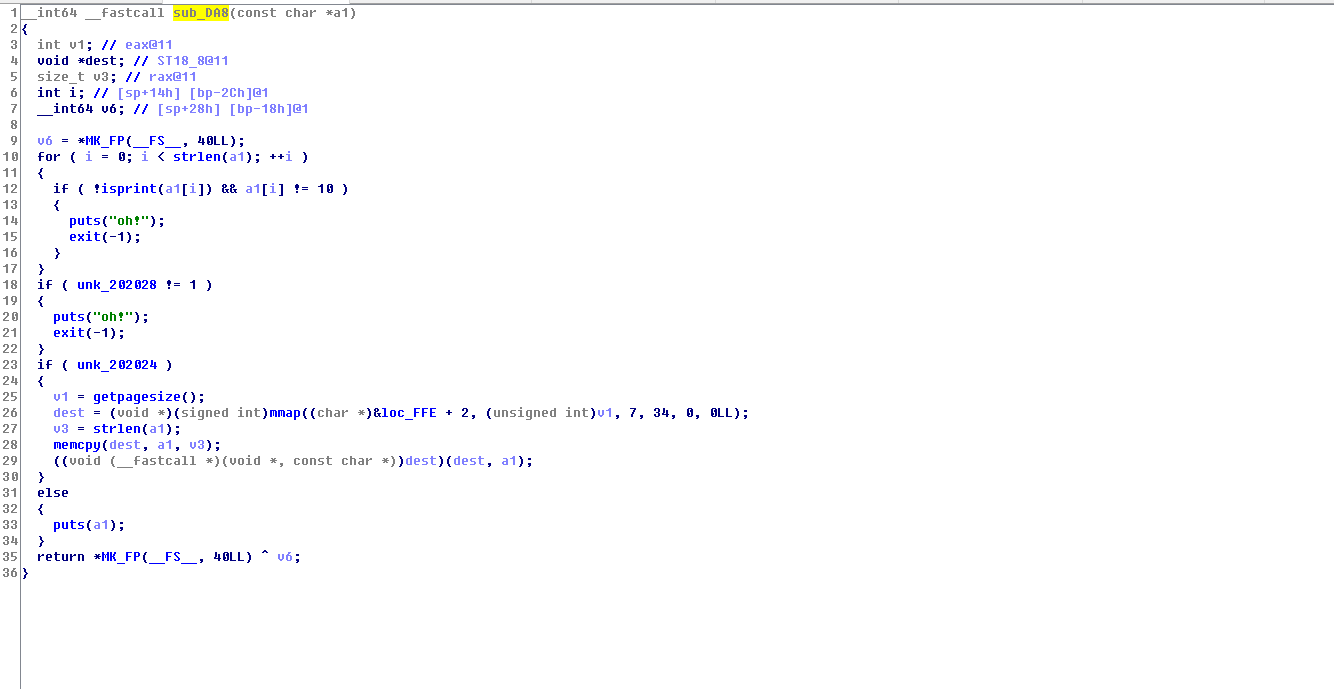 1 __int64 __fastcall sub_DA8(const char *a1)
2 {
3 int v1; // eax@11
4 void *dest; // ST18_8@11
5 size_t v3; // rax@11
6 int i; // [sp+14h] [bp-2Ch]@1
7 __int64 v6; // [sp+28h] [bp-18h]@1
8
9 v6 = *MK_FP(__FS__, 40LL);
10 for ( i = 0; i < strlen(a1); ++i )
11 {
12 if ( !isprint(a1[i]) && a1[i] != 10 )
13 {
14 puts("oh!");
15 exit(-1);
16 }
17 }
18 if ( unk_202028 != 1 )
19 {
20 puts("oh!");
21 exit(-1);
22 }
23 if ( unk_202024 )
24 {
25 v1 = getpagesize();
26 dest = (void *)(signed int)mmap((char *)&loc_FFE + 2, (unsigned int)v1, 7, 34, 0, 0LL);
27 v3 = strlen(a1);
28 memcpy(dest, a1, v3);
29 ((void (__fastcall *)(void *, const char *))dest)(dest, a1);
30 }
31 else
32 {
33 puts(a1);
34 }
35 return *MK_FP(__FS__, 40LL) ^ v6;
36 }